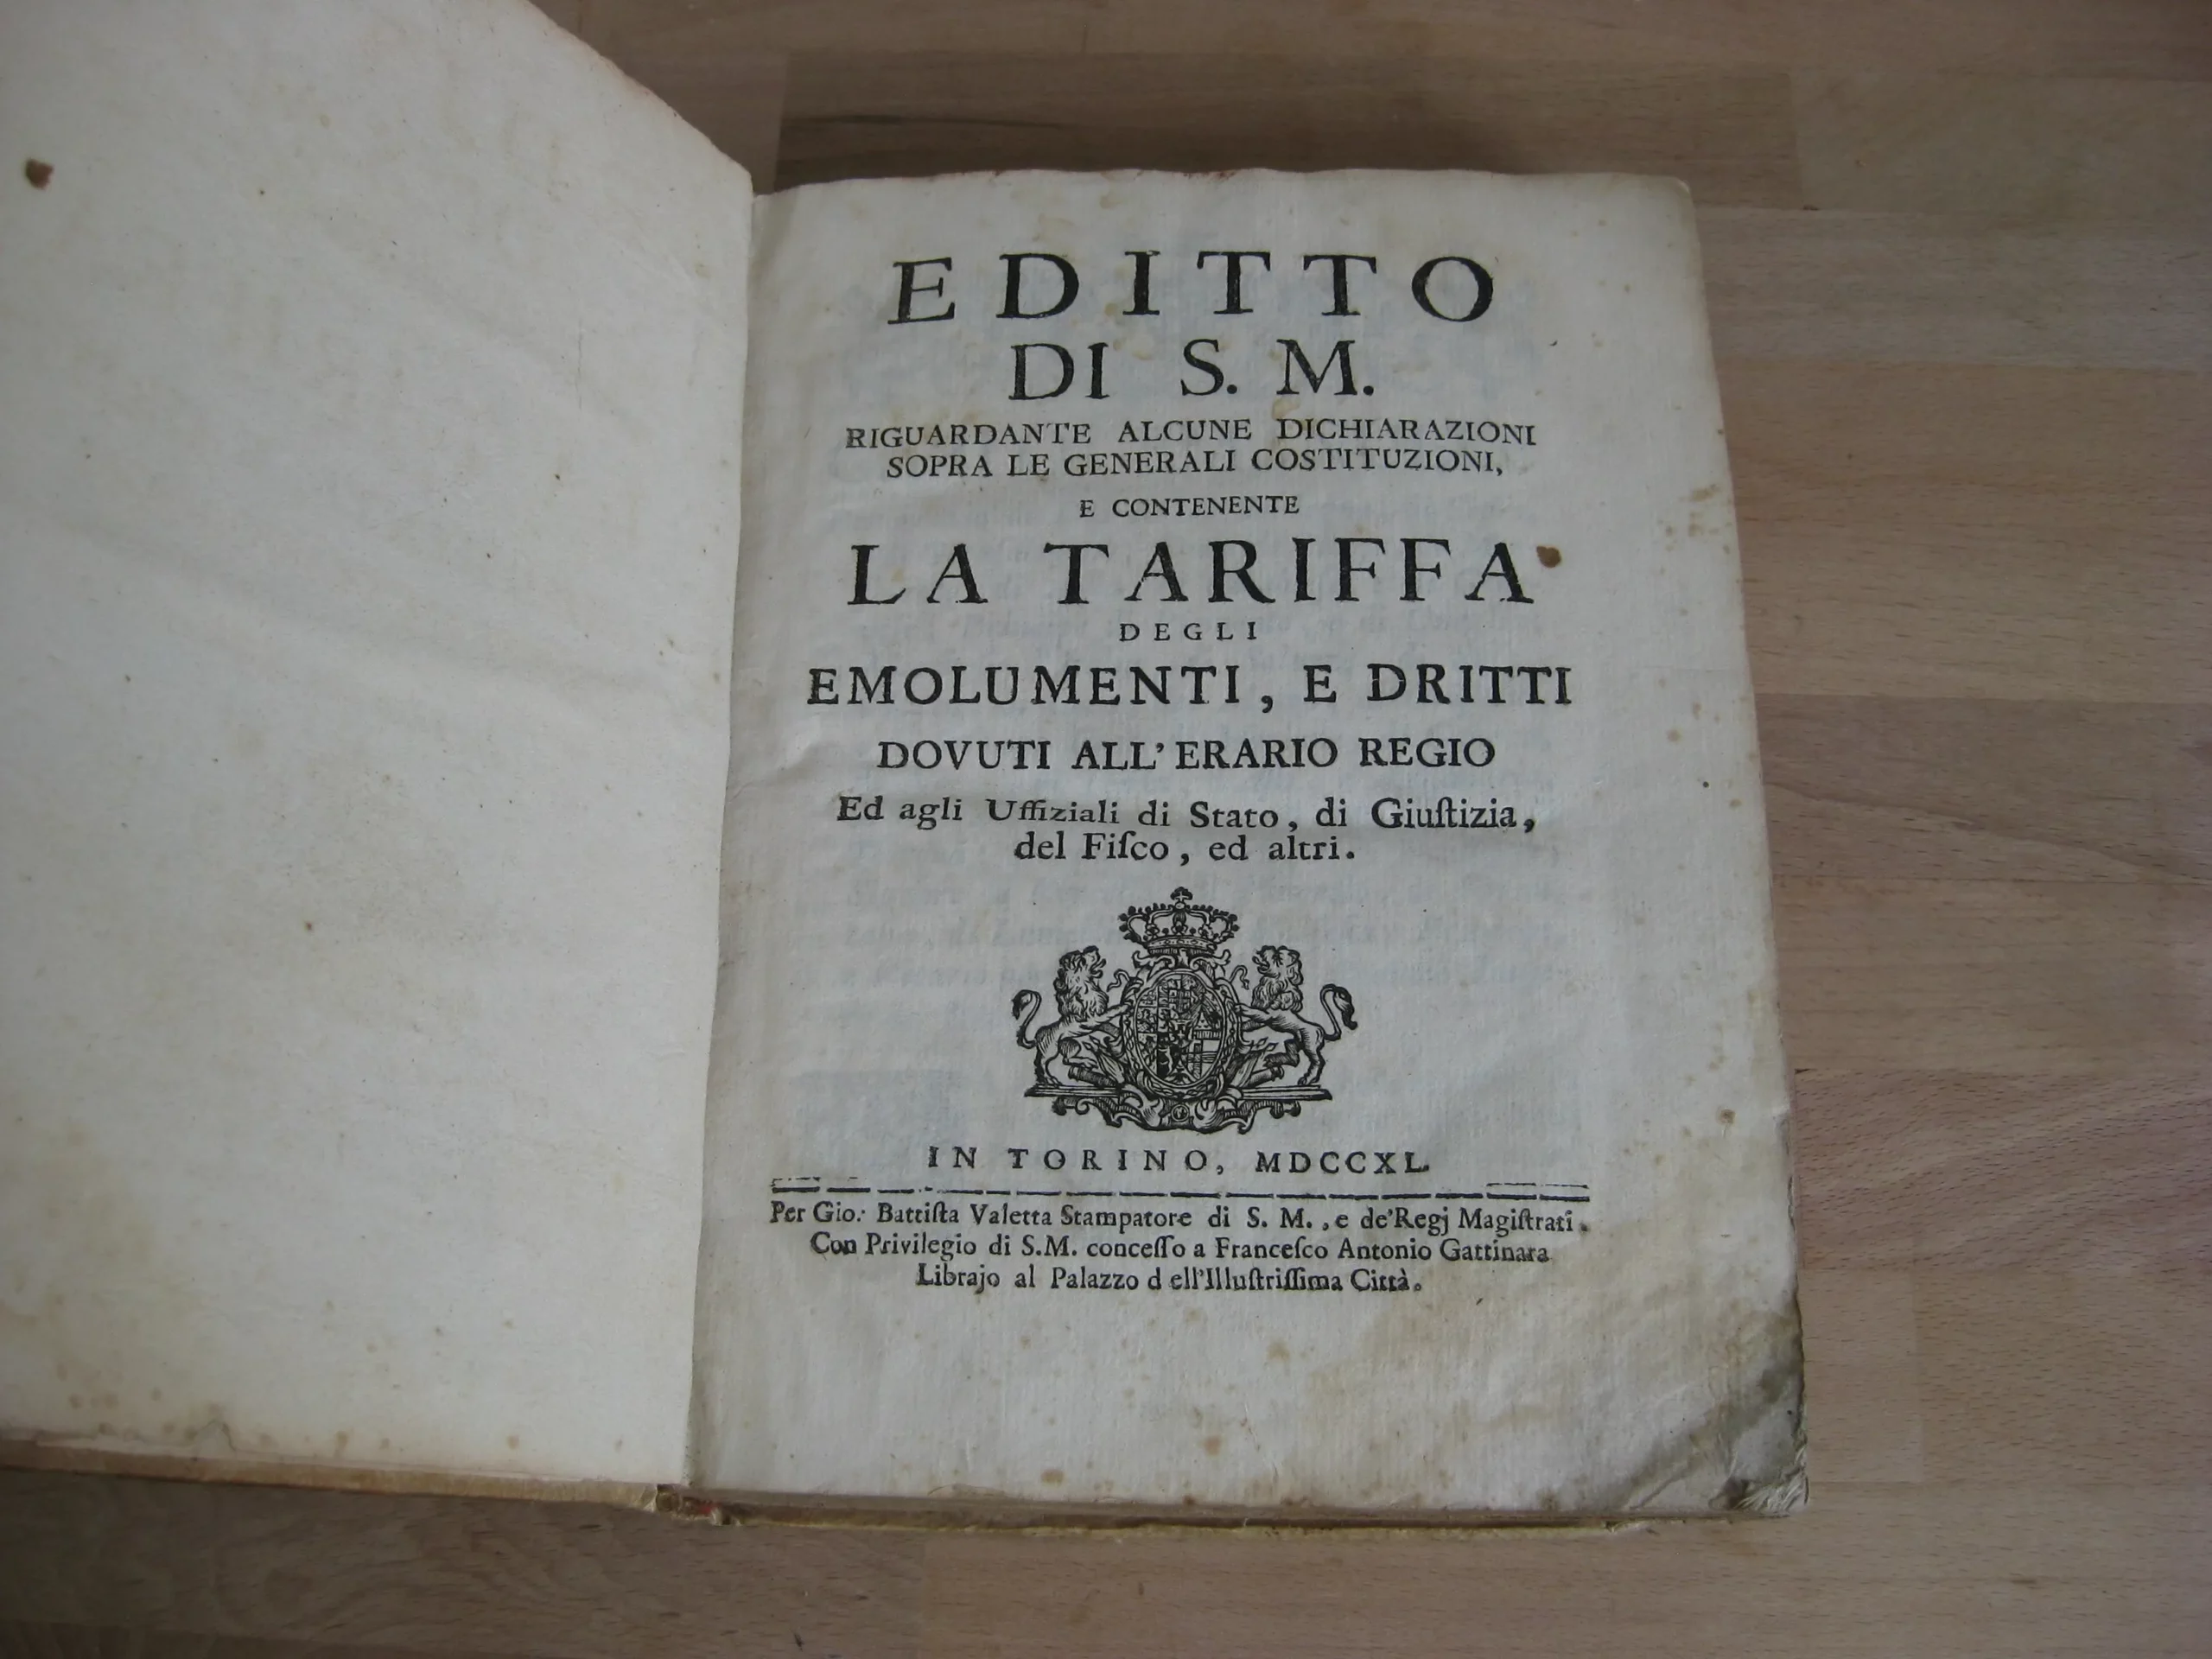 EDITTO
DI S. M.
RIGUARDANTE ALCUNE DICHIARAZIONI
SOPRA LE GENERALI COSTITUZIONI,
E CONTENENTE
LA TARIFFA
DEGLI
EMOLUMENTI, E DRITTI
DOVUTI ALL'ERARIO REGIO
Ed agli Uffiziali di Stato, di Giuſtizia,
del Fiſco, ed altri.
IN TORINO, MDCCXL.
Per Gio: Battiſta Valetta Stampatore di S. M., e de'Regj Magiſtrati.
Con Privilegio di S.M. conceſſo a Franceſco Antonio Gattinara
Librajo al Palazzo d ell'Illuſtriſſima Città.